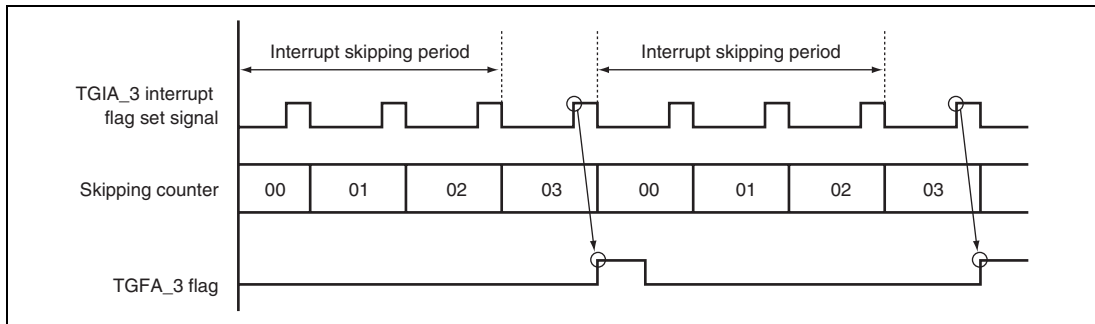 Interrupt skipping period Interrupt skipping period
TGIA_3 interrupt
flag set signal
Skipping counter 00 01 02 03 00 01 02 03
TGFA_3 flag